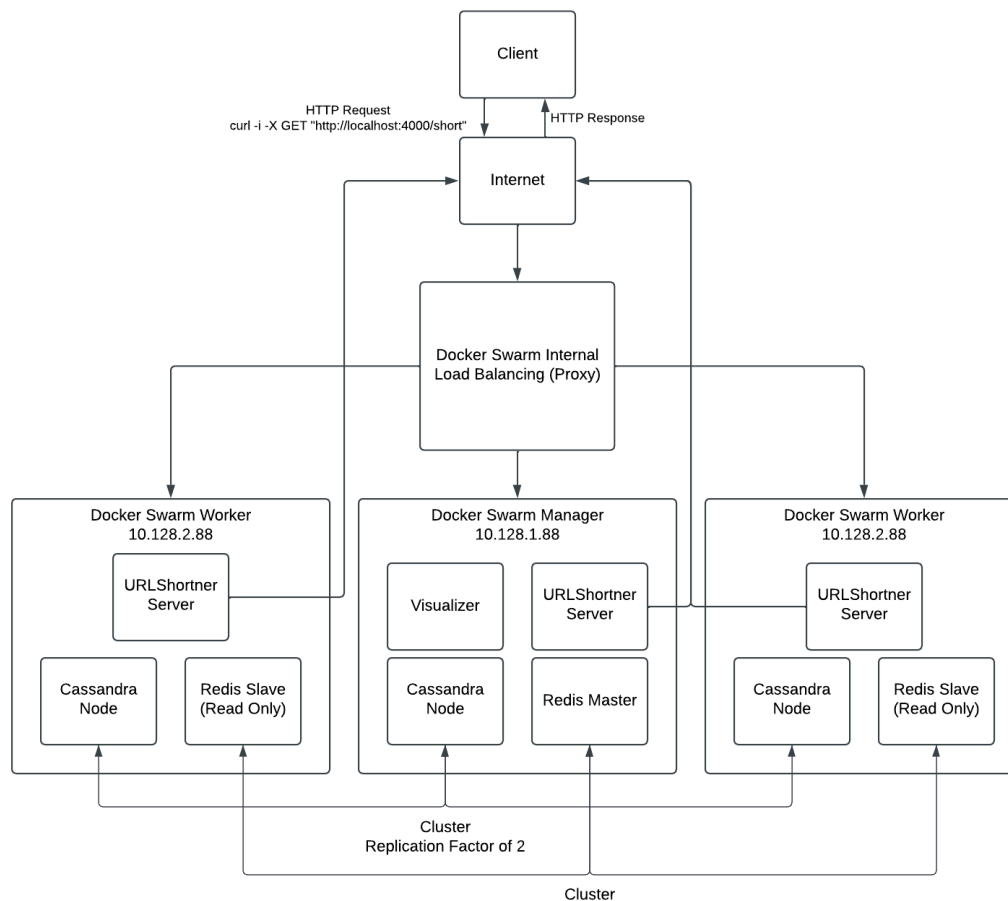 Client
HTTP Request
curl -i -X GET "http://localhost:4000/short"
HTTP Response
Internet
Docker Swarm Internal
Load Balancing (Proxy)
Docker Swarm Worker
10.128.2.88
URLShortner
Server
Cassandra
Node
Redis Slave
(Read Only)
Docker Swarm Manager
10.128.1.88
Visualizer
URLShortner
Server
Cassandra
Node
Redis Master
Docker Swarm Worker
10.128.2.88
URLShortner
Server
Cassandra
Node
Redis Slave
(Read Only)
Cluster
Replication Factor of 2
Cluster